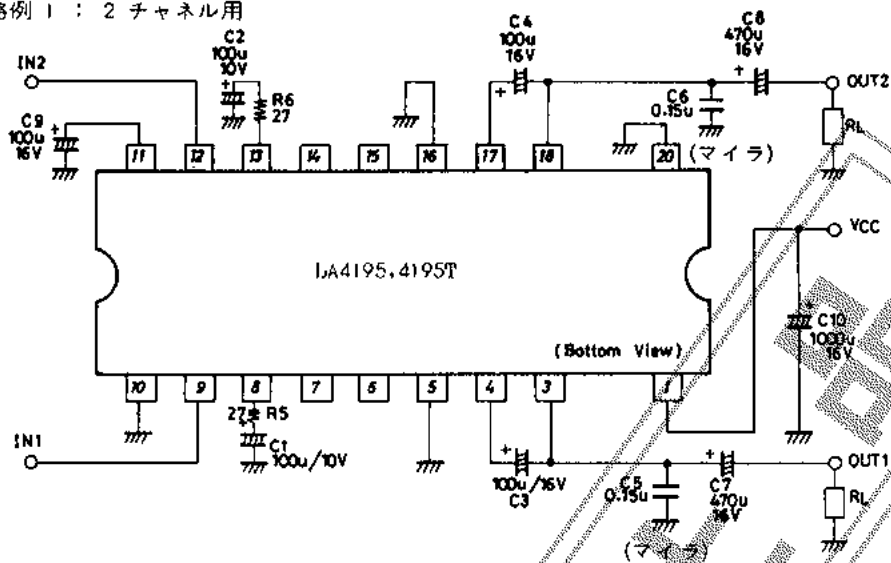 路例 1 : 2 チャネル用
IN2
C9
100u
16V
C2
100u
10V
R6
27
C4
100u
16V
C6
0.15u
(マイラ)
C8
470u
16V
OUT2
RL
11
12
13
14
15
16
17
18
20
VCC
LA4195,4195T
(Bottom View)
C10
1000u
16V
10
9
8
7
6
5
4
3
1
IN1
27
R5
C1
100u/10V
100u/16V
C3
C5
0.15u
(マイラ)
C7
470u
16V
OUT1
RL